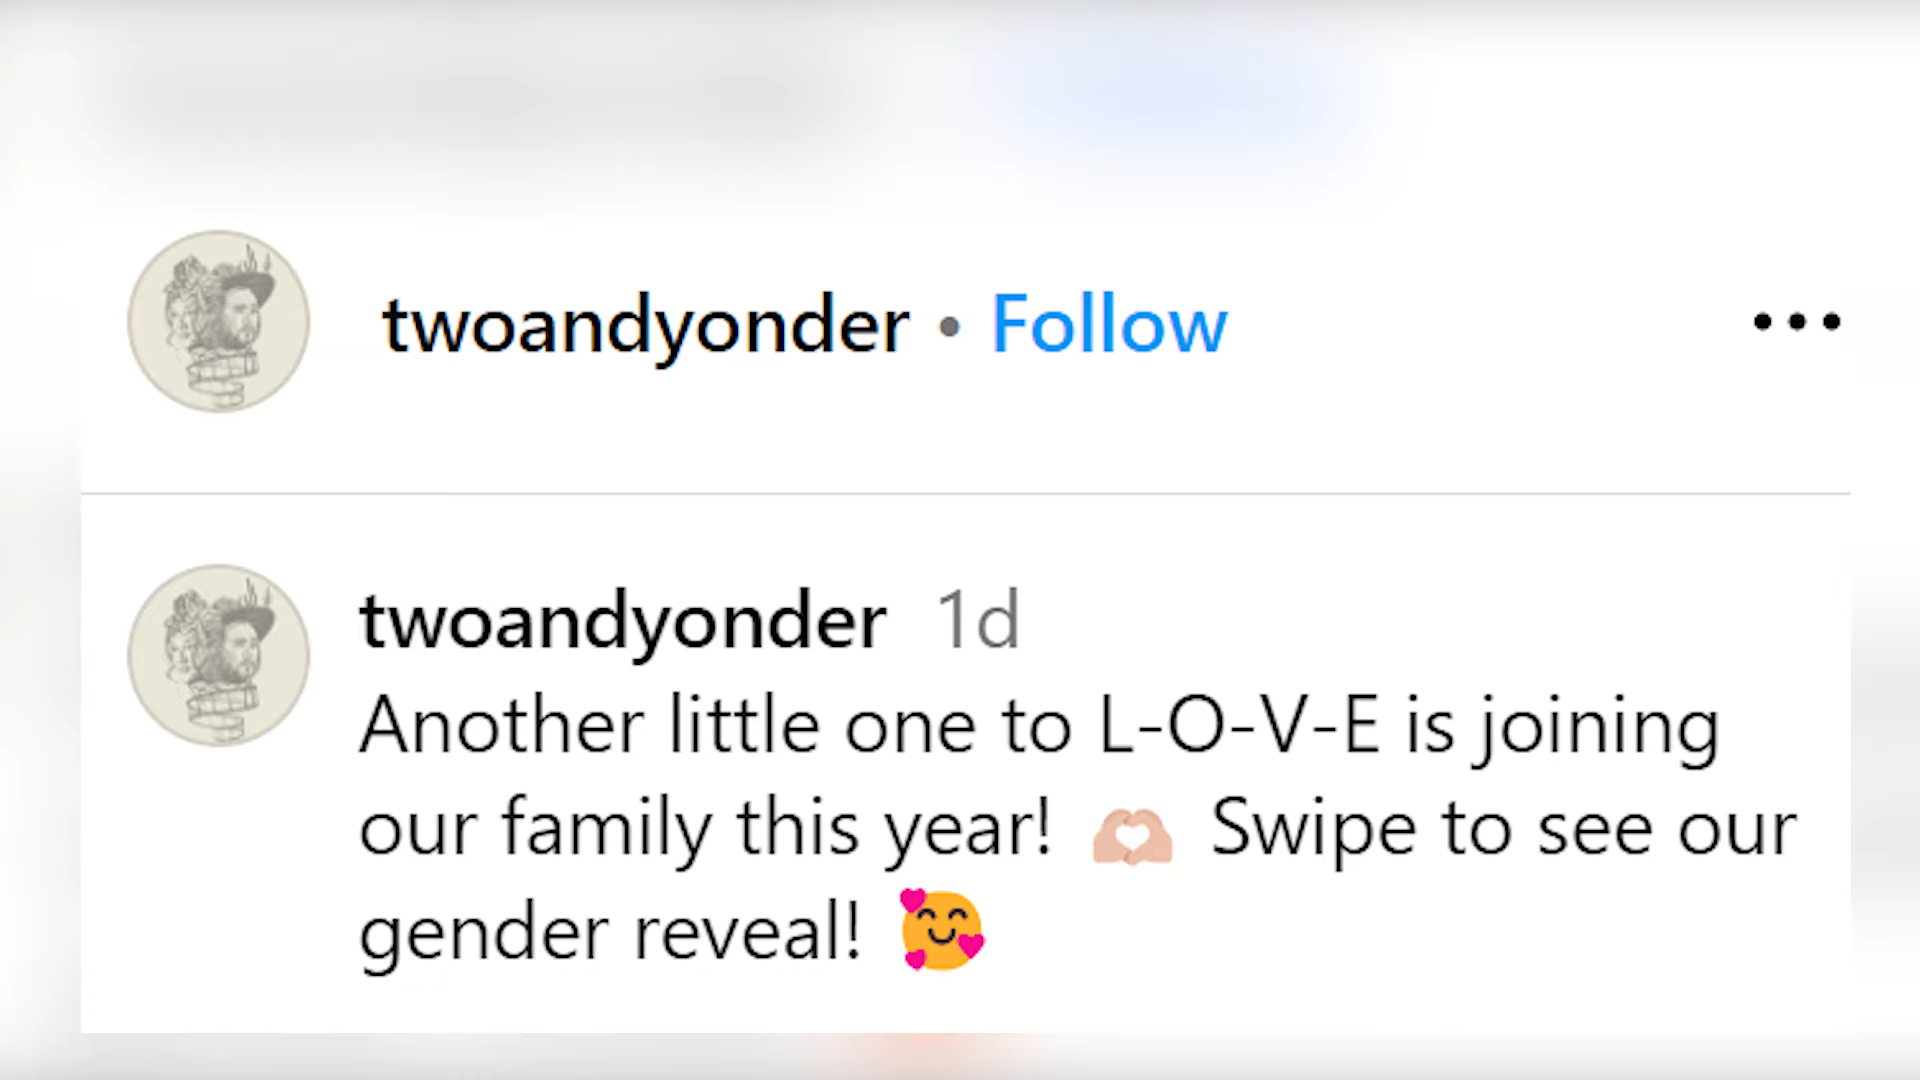 twoandyonder • Follow
twoandyonder 1d
Another little one to L-O-V-E is joining
our family this year! 🫶🏻 Swipe to see our
gender reveal! 🥰